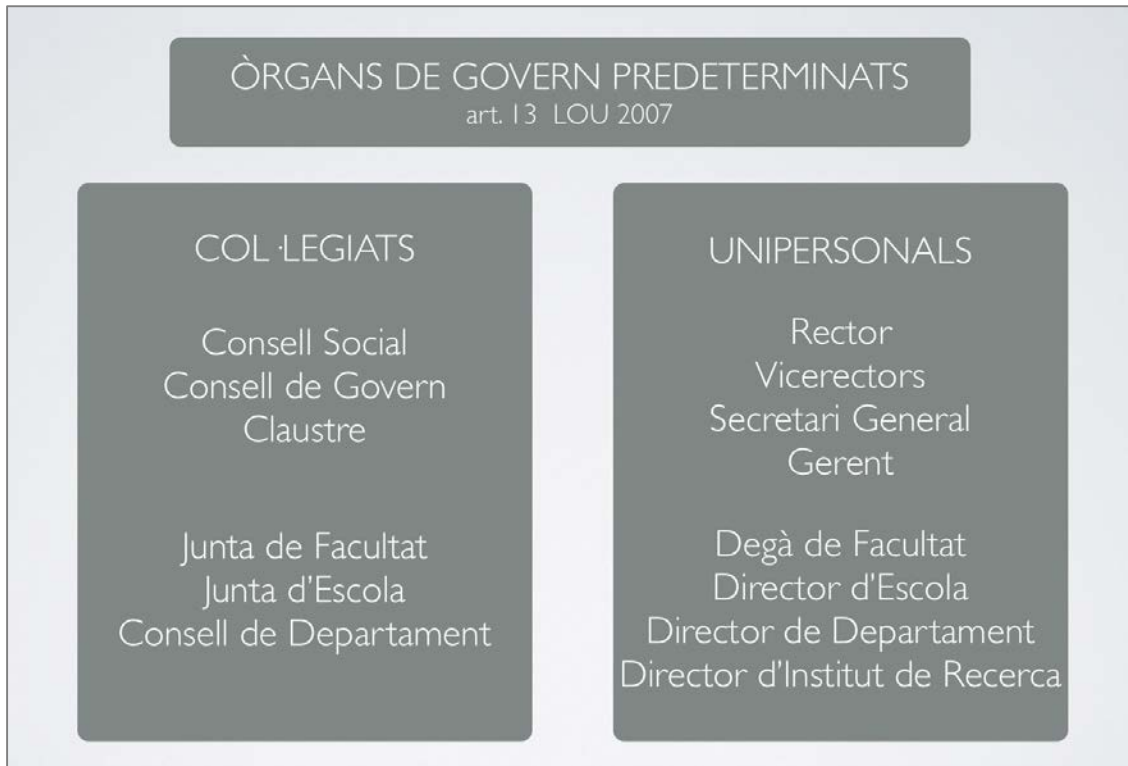 ÒRGANS DE GOVERN PREDETERMINATS
art. 13 LOU 2007
COL·LEGIATS
Consell Social
Consell de Govern
Claustre
Junta de Facultat
Junta d'Escola
Consell de Departament
UNIPERSONALS
Rector
Vicerectors
Secretari General
Gerent
Degà de Facultat
Director d'Escola
Director de Departament
Director d'Institut de Recerca